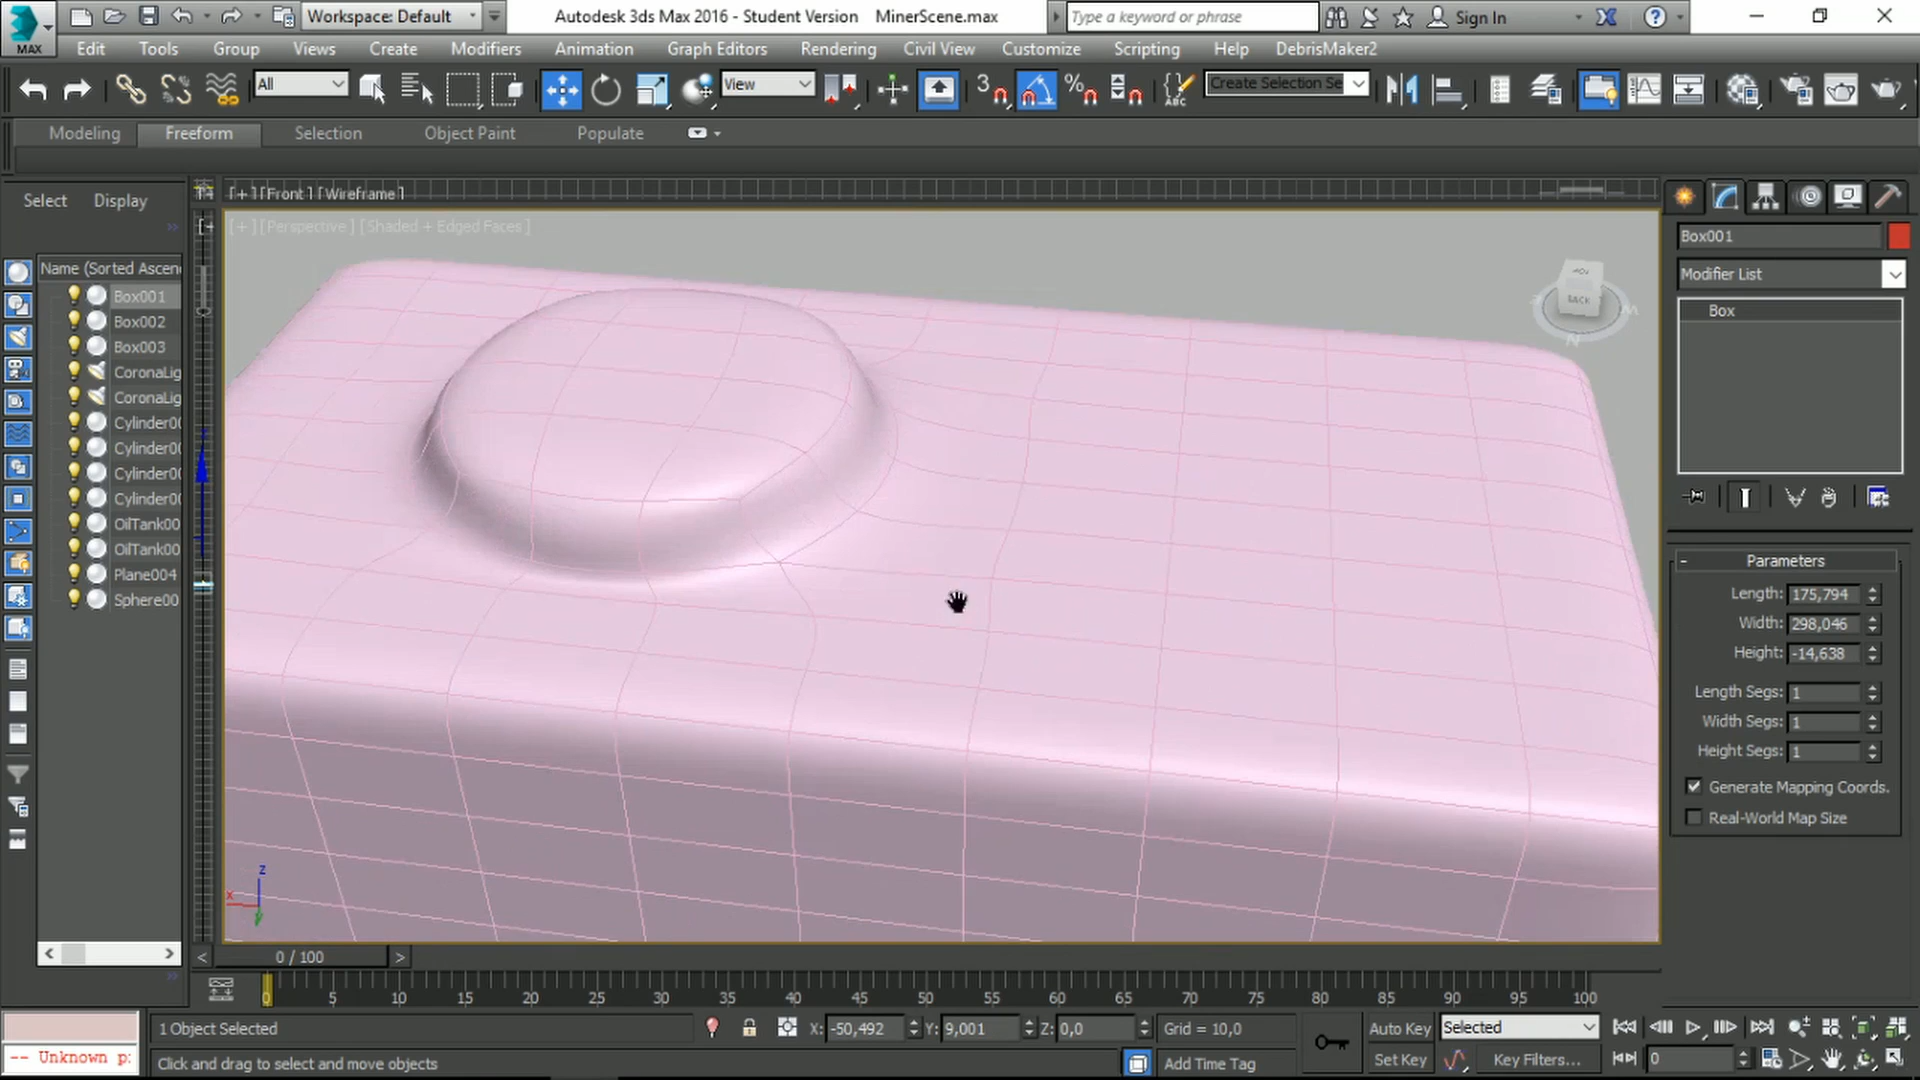 MAX
Workspace: Default
Autodesk 3ds Max 2016 - Student Version MinerScene.max
Type a keyword or phrase
Sign In
Edit Tools Group Views Create Modifiers Animation Graph Editors Rendering Civil View Customize Scripting Help DebrisMaker2
All
View
3
%
ABC
Create Selection Se
Modeling Freeform Selection Object Paint Populate
Select Display
[+] [Front] [Wireframe]
[+] [Perspective] [Shaded + Edged Faces]
BACK
Name (Sorted Ascen
Box001
Box002
Box003
CoronaLig
CoronaLig
Cylinder00
Cylinder00
Cylinder00
Cylinder00
OilTank00
OilTank00
Plane004
Sphere00
Box001
Modifier List
Box
- Parameters
Length: 175,794
Width: 298,046
Height: -14,638
Length Segs: 1
Width Segs: 1
Height Segs: 1
Generate Mapping Coords.
Real-World Map Size
z
x
< 0 / 100 >
0 5 10 15 20 25 30 35 40 45 50 55 60 65 70 75 80 85 90 95 100
1 Object Selected
X: -50,492 Y: 9,001 Z: 0,0 Grid = 10,0
Auto Key Selected
-- Unknown p:
Click and drag to select and move objects
Add Time Tag
Set Key Key Filters... 0